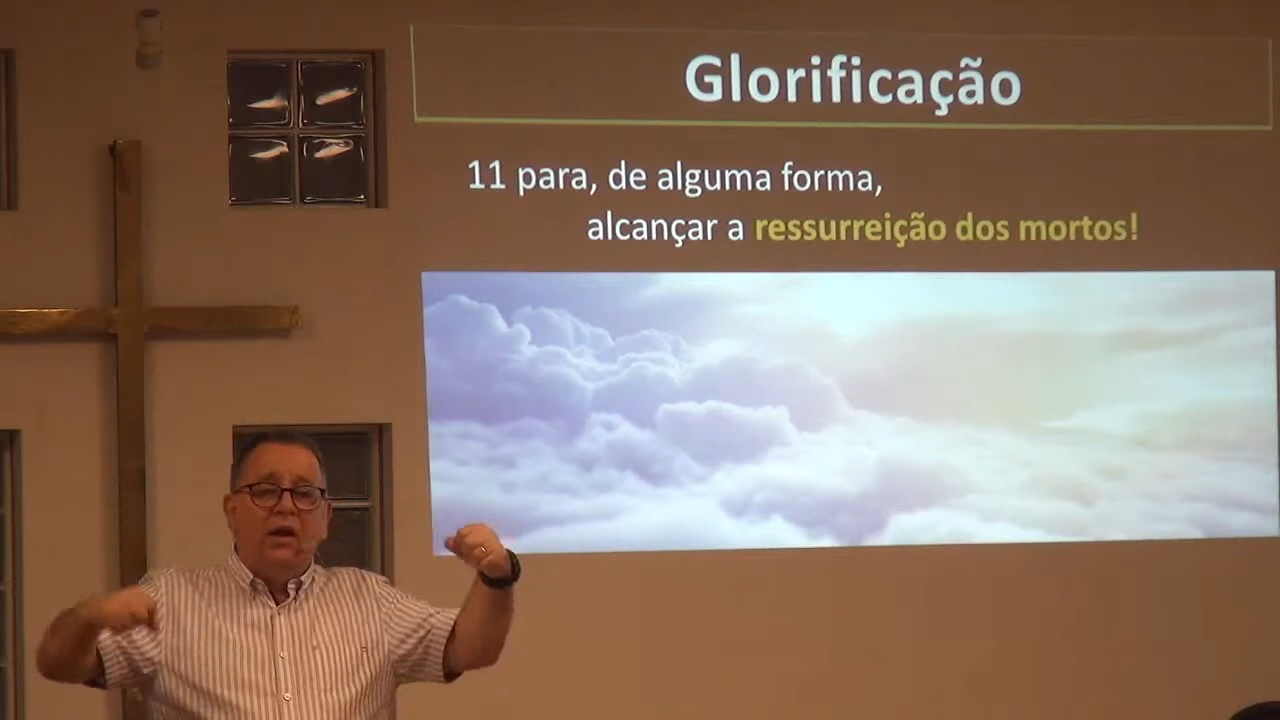 Glorificação
11 para, de alguma forma,
alcançar a ressurreição dos mortos!